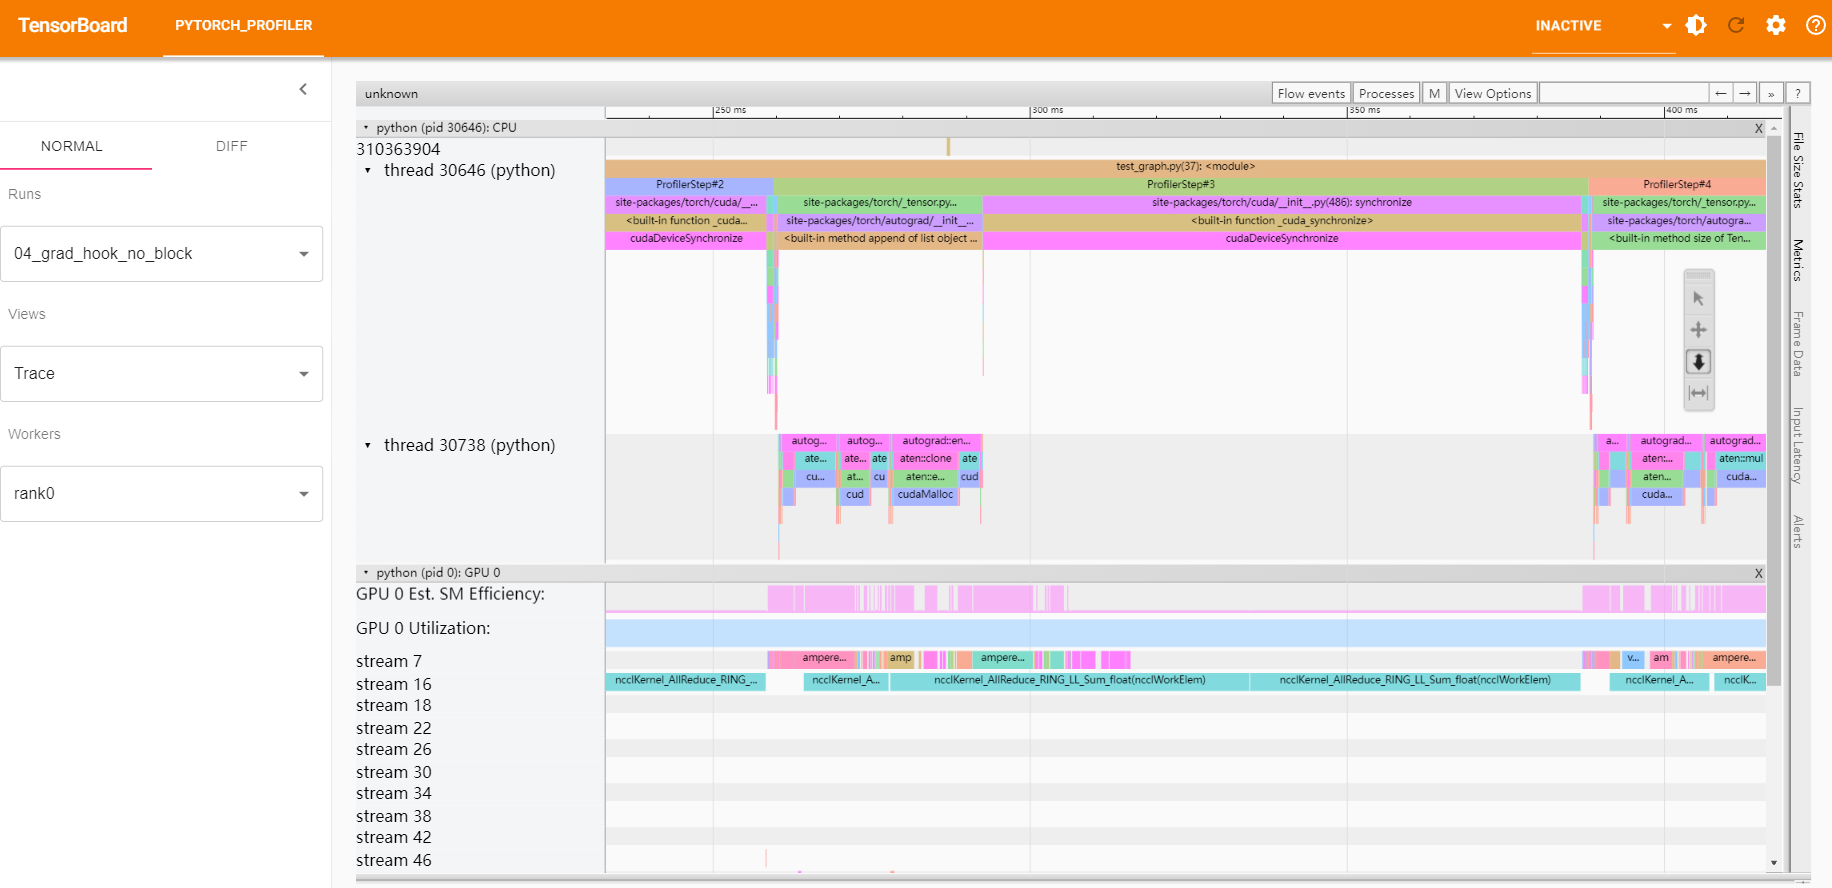 TensorBoard
PYTORCH_PROFILER
INACTIVE
NORMAL
DIFF
Runs
04_grad_hook_no_block
Views
Trace
Workers
rank0
unknown
Flow events
Processes
M
View Options
←
→
»
?
250 ms
300 ms
350 ms
400 ms
python (pid 30646): CPU
X
310363904
thread 30646 (python)
test_graph.py(37): <module>
ProfilerStep#2
ProfilerStep#3
ProfilerStep#4
site-packages/torch/cuda/__...
site-packages/torch/_tensor.py...
site-packages/torch/cuda/__init__.py(486): synchronize
site-packages/torch/_tensor.py...
<built-in function _cuda...
site-packages/torch/autograd/__init__...
<built-in function _cuda_synchronize>
site-packages/torch/autogra...
cudaDeviceSynchronize
<built-in method append of list object ...
cudaDeviceSynchronize
<built-in method size of Ten...
thread 30738 (python)
autog...
autog...
autograd::en...
a...
autograd...
autograd...
ate...
ate...
ate
aten::clone
ate
aten:...
aten::mul
cu...
at...
cu
aten::e...
cud
aten...
cuda...
cud
cudaMalloc
cuda...
python (pid 0): GPU 0
X
GPU 0 Est. SM Efficiency:
GPU 0 Utilization:
stream 7
ampere...
amp
ampere...
v...
am
ampere...
stream 16
ncclKernel_AllReduce_RING_...
ncclKernel_A...
ncclKernel_AllReduce_RING_LL_Sum_float(ncclWorkElem)
ncclKernel_AllReduce_RING_LL_Sum_float(ncclWorkElem)
ncclKernel_A...
ncclK...
stream 18
stream 22
stream 26
stream 30
stream 34
stream 38
stream 42
stream 46
File Size Stats
Metrics
Frame Data
Input Latency
Alerts